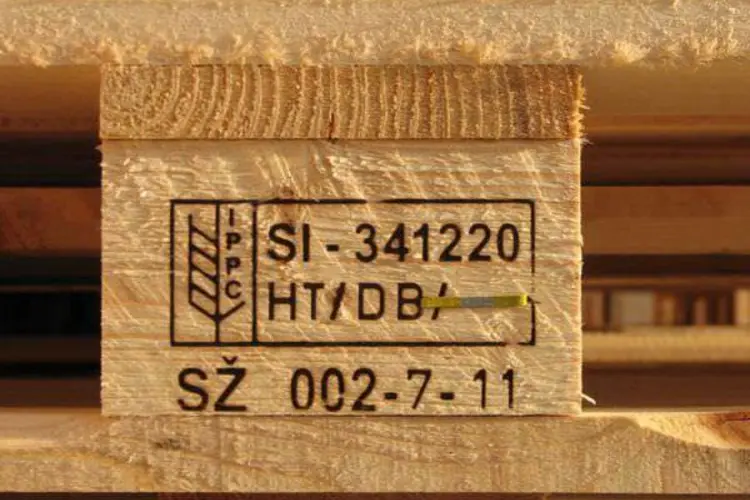 IPPC
SI - 341220
HT/DB/
SŽ 002-7-11